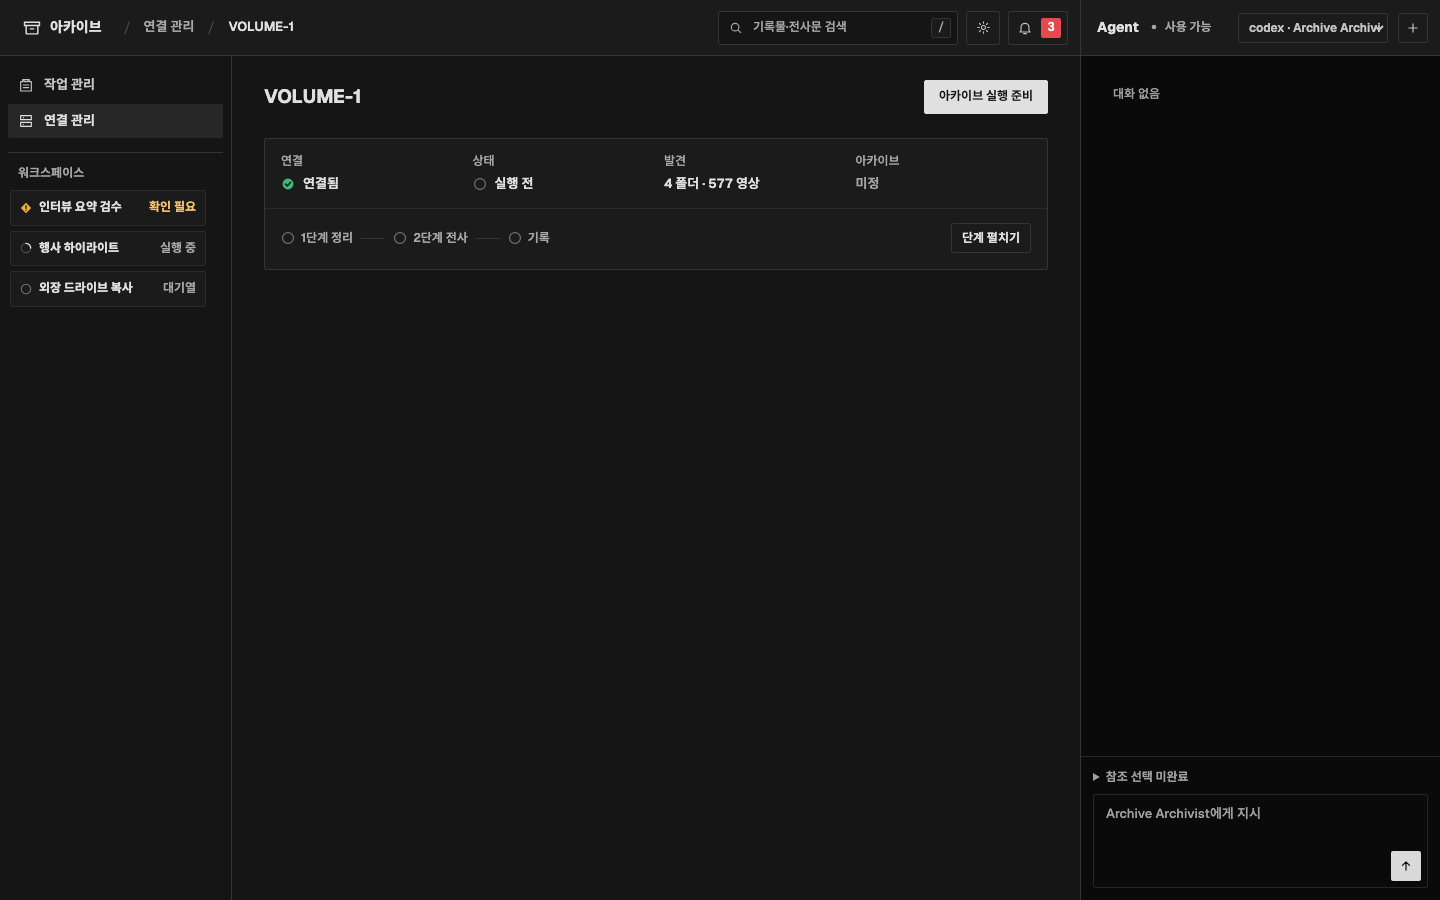 아카이브 / 연결 관리 / VOLUME-1
기록물·전사문 검색 /
3
Agent • 사용 가능
codex · Archive Archiv
+
작업 관리
연결 관리
워크스페이스
인터뷰 요약 검수 확인 필요
행사 하이라이트 실행 중
외장 드라이브 복사 대기열
VOLUME-1
아카이브 실행 준비
연결 상태 발견 아카이브
연결됨 실행 전 4 폴더 · 577 영상 미정
1단계 정리 2단계 전사 기록
단계 펼치기
대화 없음
참조 선택 미완료
Archive Archivist에게 지시